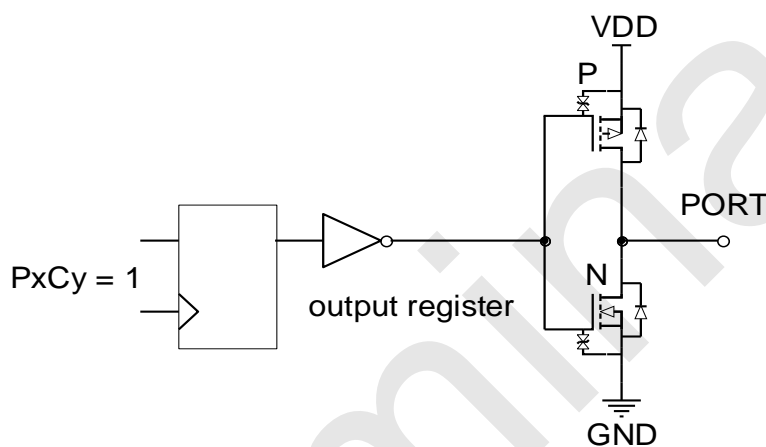 VDD
P
PORT
PxCy = 1
N
output register
GND